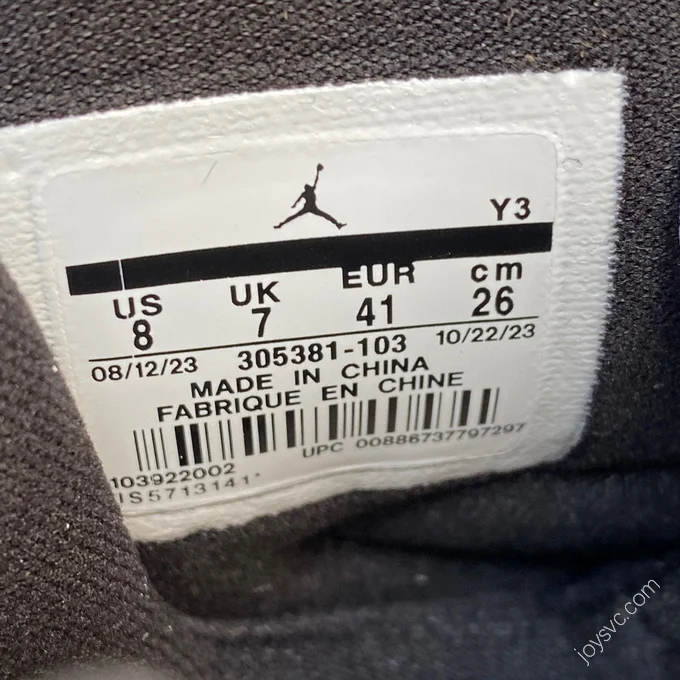 Y3
US UK EUR cm
8 7 41 26
08/12/23 305381-103 10/22/23
MADE IN CHINA
FABRIQUE EN CHINE
UPC 00886737797297
103922002
IS5713141-
joysvc.com